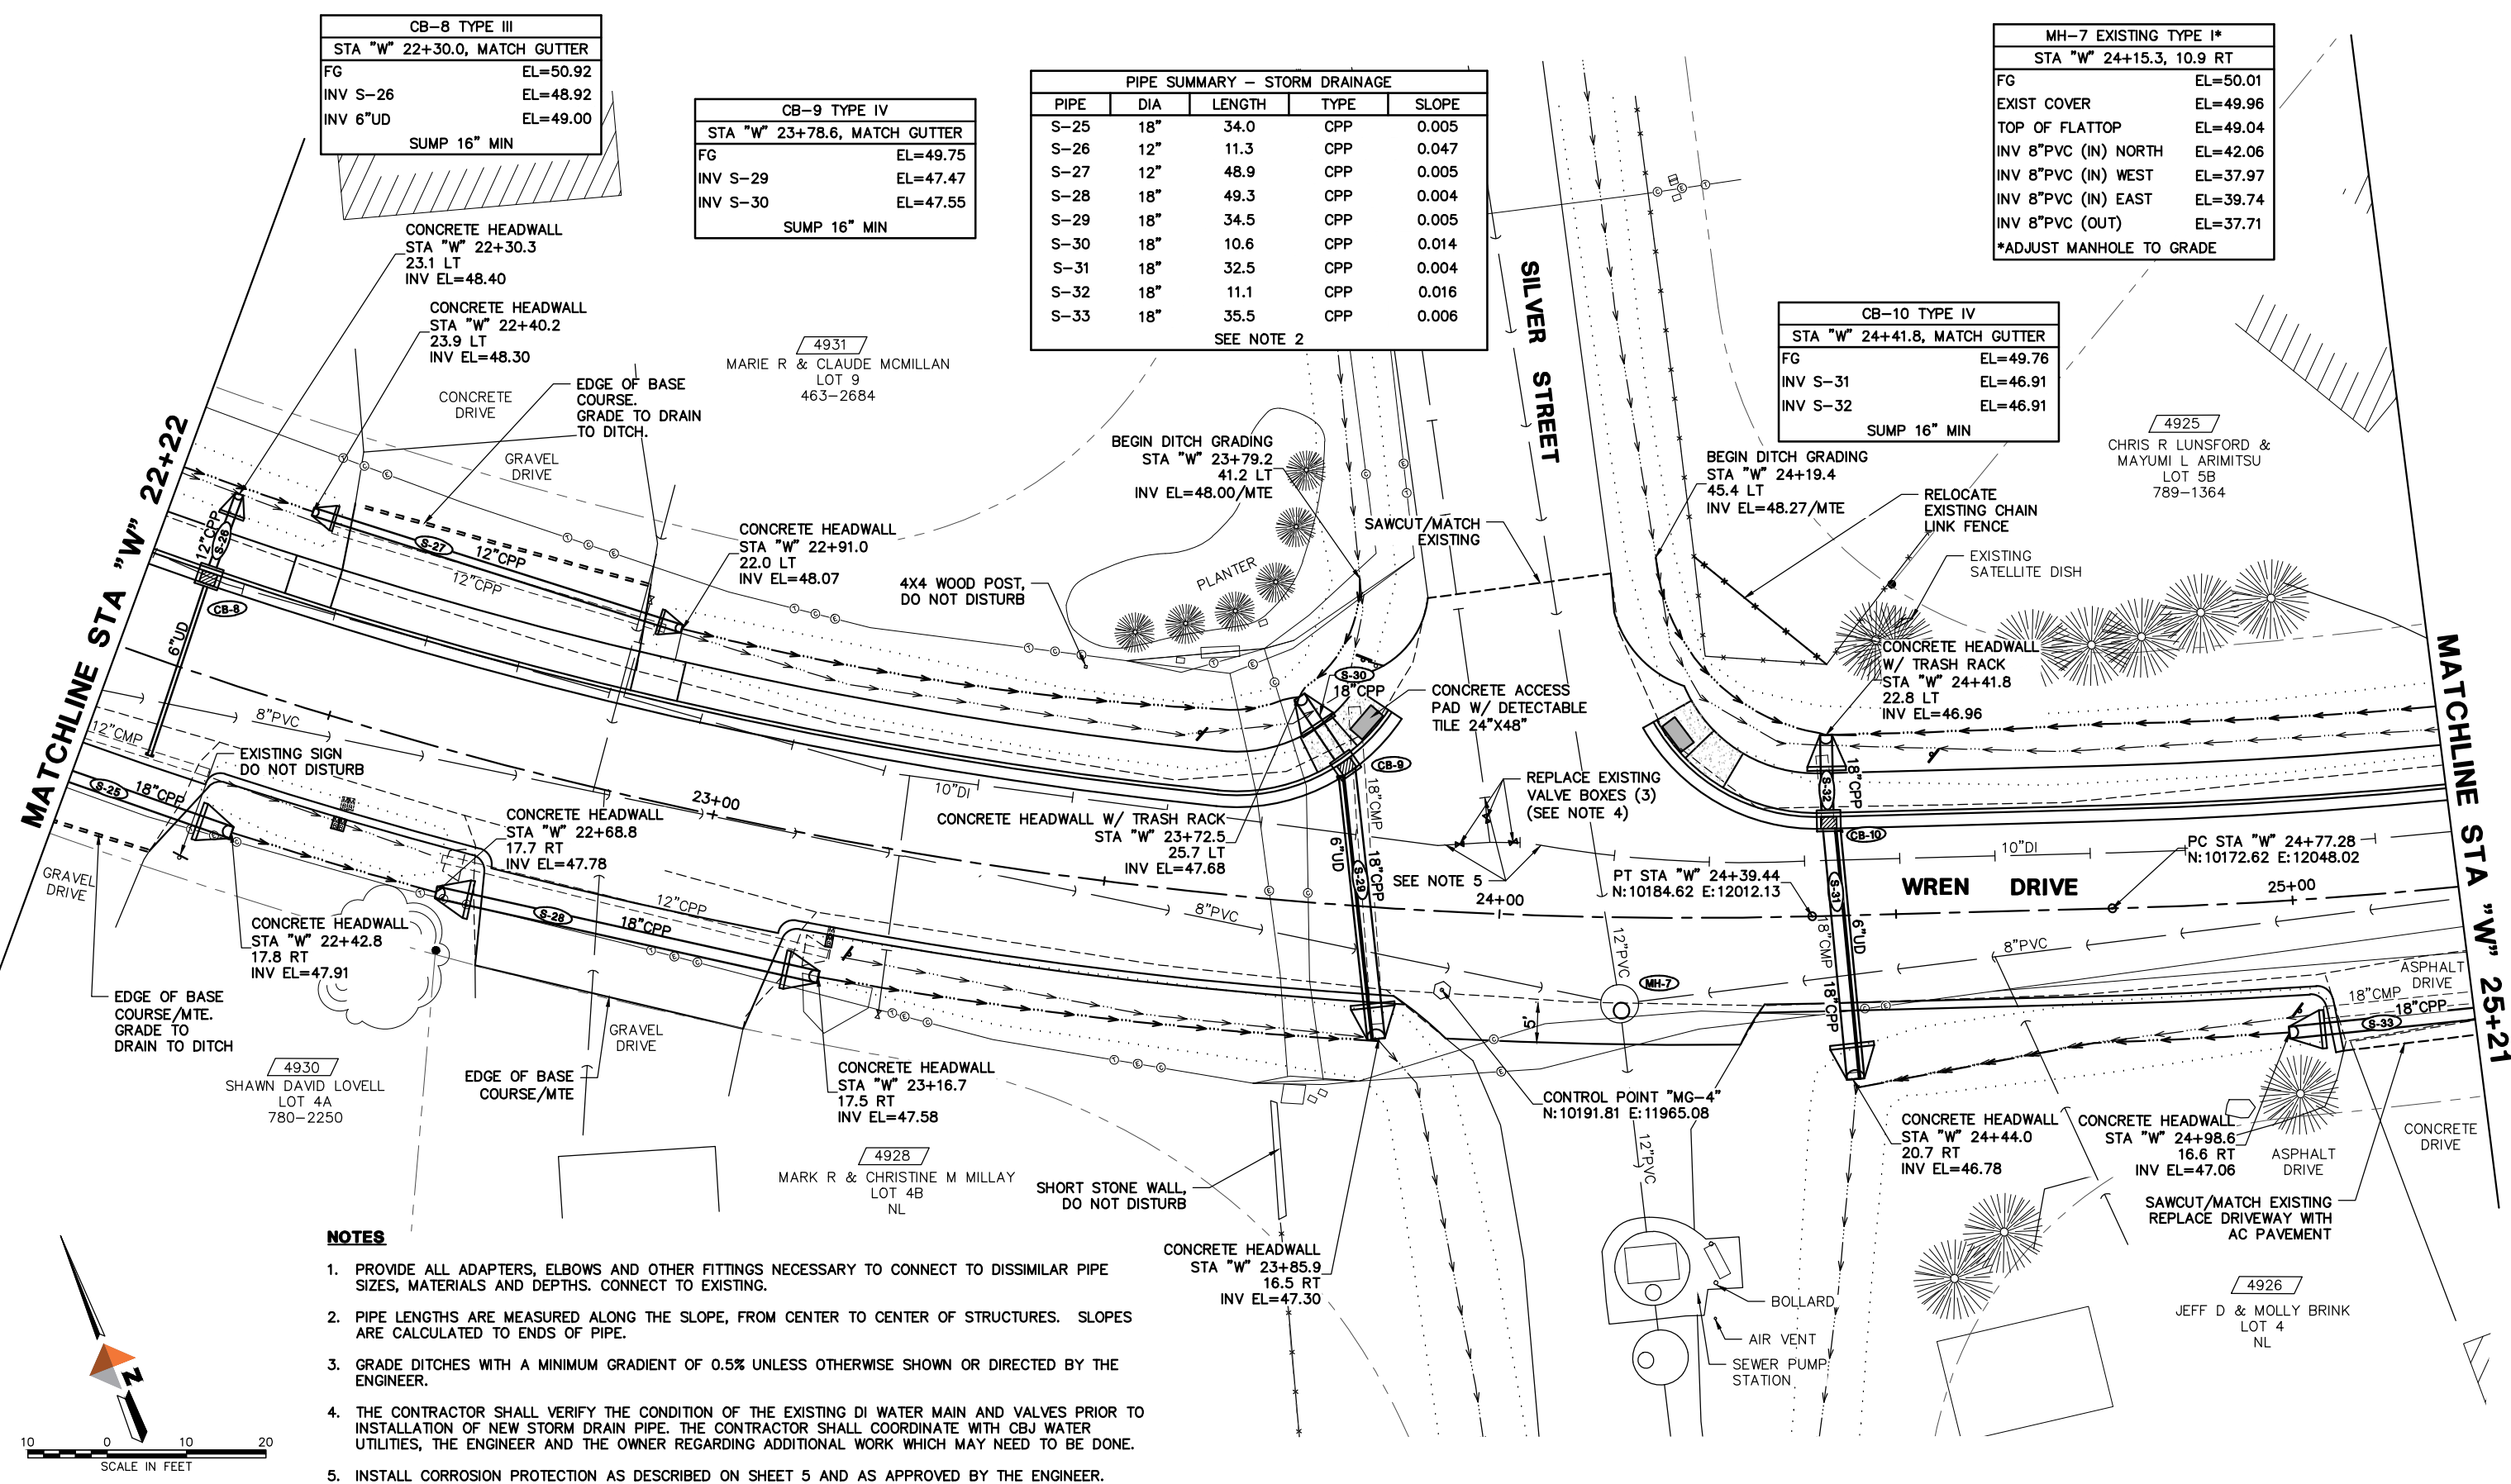 CB-8 TYPE III
STA "W" 22+30.0, MATCH GUTTER
FG EL=50.92
INV S-26 EL=48.92
INV 6"UD EL=49.00
SUMP 16" MIN
CB-9 TYPE IV
STA "W" 23+78.6, MATCH GUTTER
FG EL=49.75
INV S-29 EL=47.47
INV S-30 EL=47.55
SUMP 16" MIN
PIPE SUMMARY - STORM DRAINAGE
PIPE DIA LENGTH TYPE SLOPE
S-25 18" 34.0 CPP 0.005
S-26 12" 11.3 CPP 0.047
S-27 12" 48.9 CPP 0.005
S-28 18" 49.3 CPP 0.004
S-29 18" 34.5 CPP 0.005
S-30 18" 10.6 CPP 0.014
S-31 18" 32.5 CPP 0.004
S-32 18" 11.1 CPP 0.016
S-33 18" 35.5 CPP 0.006
SEE NOTE 2
MH-7 EXISTING TYPE I*
STA "W" 24+15.3, 10.9 RT
FG EL=50.01
EXIST COVER EL=49.96
TOP OF FLATTOP EL=49.04
INV 8"PVC (IN) NORTH EL=42.06
INV 8"PVC (IN) WEST EL=37.97
INV 8"PVC (IN) EAST EL=39.74
INV 8"PVC (OUT) EL=37.71
*ADJUST MANHOLE TO GRADE
CB-10 TYPE IV
STA "W" 24+41.8, MATCH GUTTER
FG EL=49.76
INV S-31 EL=46.91
INV S-32 EL=46.91
SUMP 16" MIN
CONCRETE HEADWALL
STA "W" 22+30.3
23.1 LT
INV EL=48.40
CONCRETE HEADWALL
STA "W" 22+40.2
23.9 LT
INV EL=48.30
CONCRETE
DRIVE
EDGE OF BASE
COURSE.
GRADE TO DRAIN
TO DITCH.
GRAVEL
DRIVE
4931
MARIE R & CLAUDE MCMILLAN
LOT 9
463-2684
CONCRETE HEADWALL
STA "W" 22+91.0
22.0 LT
INV EL=48.07
4X4 WOOD POST,
DO NOT DISTURB
BEGIN DITCH GRADING
STA "W" 23+79.2
41.2 LT
INV EL=48.00/MTE
PLANTER
SAWCUT/MATCH
EXISTING
SILVER STREET
BEGIN DITCH GRADING
STA "W" 24+19.4
45.4 LT
INV EL=48.27/MTE
RELOCATE
EXISTING CHAIN
LINK FENCE
EXISTING
SATELLITE DISH
4925
CHRIS R LUNSFORD &
MAYUMI L ARIMITSU
LOT 5B
789-1364
CONCRETE HEADWALL
W/ TRASH RACK
STA "W" 24+41.8
22.8 LT
INV EL=46.96
MATCHLINE STA "W" 22+22
MATCHLINE STA "W" 25+21
12"CPP
S-26
S-27
12"CPP
12"CPP
CB-8
6"UD
8"PVC
12"CMP
EXISTING SIGN
DO NOT DISTURB
S-25
18"CPP
GRAVEL
DRIVE
23+00
10"DI
S-30
18"CPP
CONCRETE ACCESS
PAD W/ DETECTABLE
TILE 24"X48"
CB-9
REPLACE EXISTING
VALVE BOXES (3)
(SEE NOTE 4)
CONCRETE HEADWALL W/ TRASH RACK
STA "W" 23+72.5
25.7 LT
INV EL=47.68
18"CMP
6"UD
S-29
18"CPP
SEE NOTE 5
24+00
8"PVC
CONCRETE HEADWALL
STA "W" 22+68.8
17.7 RT
INV EL=47.78
12"CPP
S-28
18"CPP
CONCRETE HEADWALL
STA "W" 22+42.8
17.8 RT
INV EL=47.91
EDGE OF BASE
COURSE/MTE.
GRADE TO
DRAIN TO DITCH
4930
SHAWN DAVID LOVELL
LOT 4A
780-2250
GRAVEL
DRIVE
EDGE OF BASE
COURSE/MTE
CONCRETE HEADWALL
STA "W" 23+16.7
17.5 RT
INV EL=47.58
4928
MARK R & CHRISTINE M MILLAY
LOT 4B
NL
SHORT STONE WALL,
DO NOT DISTURB
CONCRETE HEADWALL
STA "W" 23+85.9
16.5 RT
INV EL=47.30
5'
12"PVC
MH-7
CONTROL POINT "MG-4"
N:10191.81 E:11965.08
12"PVC
BOLLARD
AIR VENT
SEWER PUMP
STATION
S-32
18"CPP
CB-10
10"DI
PC STA "W" 24+77.28
N:10172.62 E:12048.02
PT STA "W" 24+39.44
N:10184.62 E:12012.13
WREN DRIVE
25+00
S-31
6"UD
18"CMP
18"CPP
8"PVC
ASPHALT
DRIVE
18"CMP
18"CPP
S-33
CONCRETE HEADWALL
STA "W" 24+44.0
20.7 RT
INV EL=46.78
CONCRETE HEADWALL
STA "W" 24+98.6
16.6 RT
INV EL=47.06
ASPHALT
DRIVE
CONCRETE
DRIVE
SAWCUT/MATCH EXISTING
REPLACE DRIVEWAY WITH
AC PAVEMENT
4926
JEFF D & MOLLY BRINK
LOT 4
NL
NOTES
1. PROVIDE ALL ADAPTERS, ELBOWS AND OTHER FITTINGS NECESSARY TO CONNECT TO DISSIMILAR PIPE
SIZES, MATERIALS AND DEPTHS. CONNECT TO EXISTING.
2. PIPE LENGTHS ARE MEASURED ALONG THE SLOPE, FROM CENTER TO CENTER OF STRUCTURES. SLOPES
ARE CALCULATED TO ENDS OF PIPE.
3. GRADE DITCHES WITH A MINIMUM GRADIENT OF 0.5% UNLESS OTHERWISE SHOWN OR DIRECTED BY THE
ENGINEER.
4. THE CONTRACTOR SHALL VERIFY THE CONDITION OF THE EXISTING DI WATER MAIN AND VALVES PRIOR TO
INSTALLATION OF NEW STORM DRAIN PIPE. THE CONTRACTOR SHALL COORDINATE WITH CBJ WATER
UTILITIES, THE ENGINEER AND THE OWNER REGARDING ADDITIONAL WORK WHICH MAY NEED TO BE DONE.
5. INSTALL CORROSION PROTECTION AS DESCRIBED ON SHEET 5 AND AS APPROVED BY THE ENGINEER.
N
10 0 10 20
SCALE IN FEET